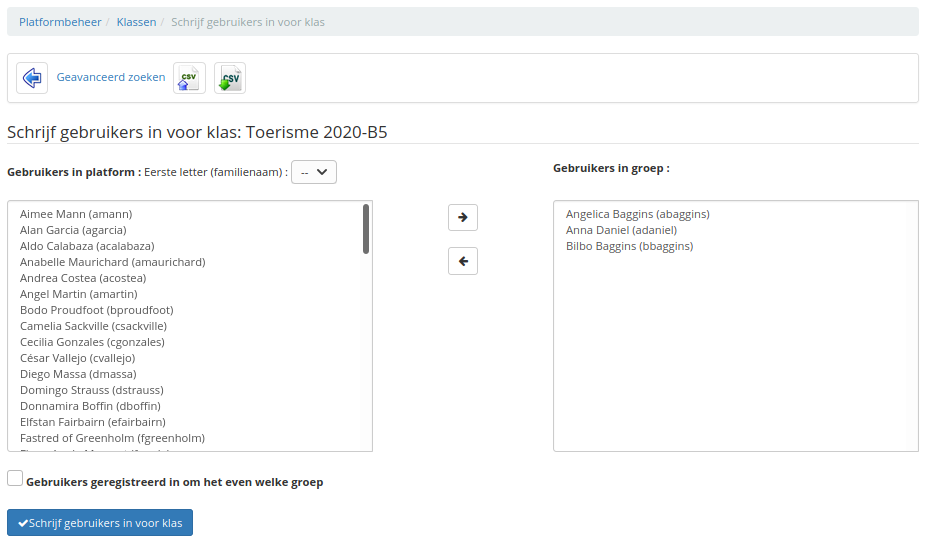 Platformbeheer / Klassen / Schrijf gebruikers in voor klas
Geavanceerd zoeken
CSV
CSV
Schrijf gebruikers in voor klas: Toerisme 2020-B5
Gebruikers in platform : Eerste letter (familienaam) : --
Gebruikers in groep :
Aimee Mann (amann)
Alan Garcia (agarcia)
Aldo Calabaza (acalabaza)
Anabelle Maurichard (amaurichard)
Andrea Costea (acostea)
Angel Martin (amartin)
Bodo Proudfoot (bproudfoot)
Camelia Sackville (csackville)
Cecilia Gonzales (cgonzales)
César Vallejo (cvallejo)
Diego Massa (dmassa)
Domingo Strauss (dstrauss)
Donnamira Boffin (dboffin)
Elfstan Fairbairn (efairbairn)
Fastred of Greenholm (fgreenholm)
Angelica Baggins (abaggins)
Anna Daniel (adaniel)
Bilbo Baggins (bbaggins)
Gebruikers geregistreerd in om het even welke groep
Schrijf gebruikers in voor klas